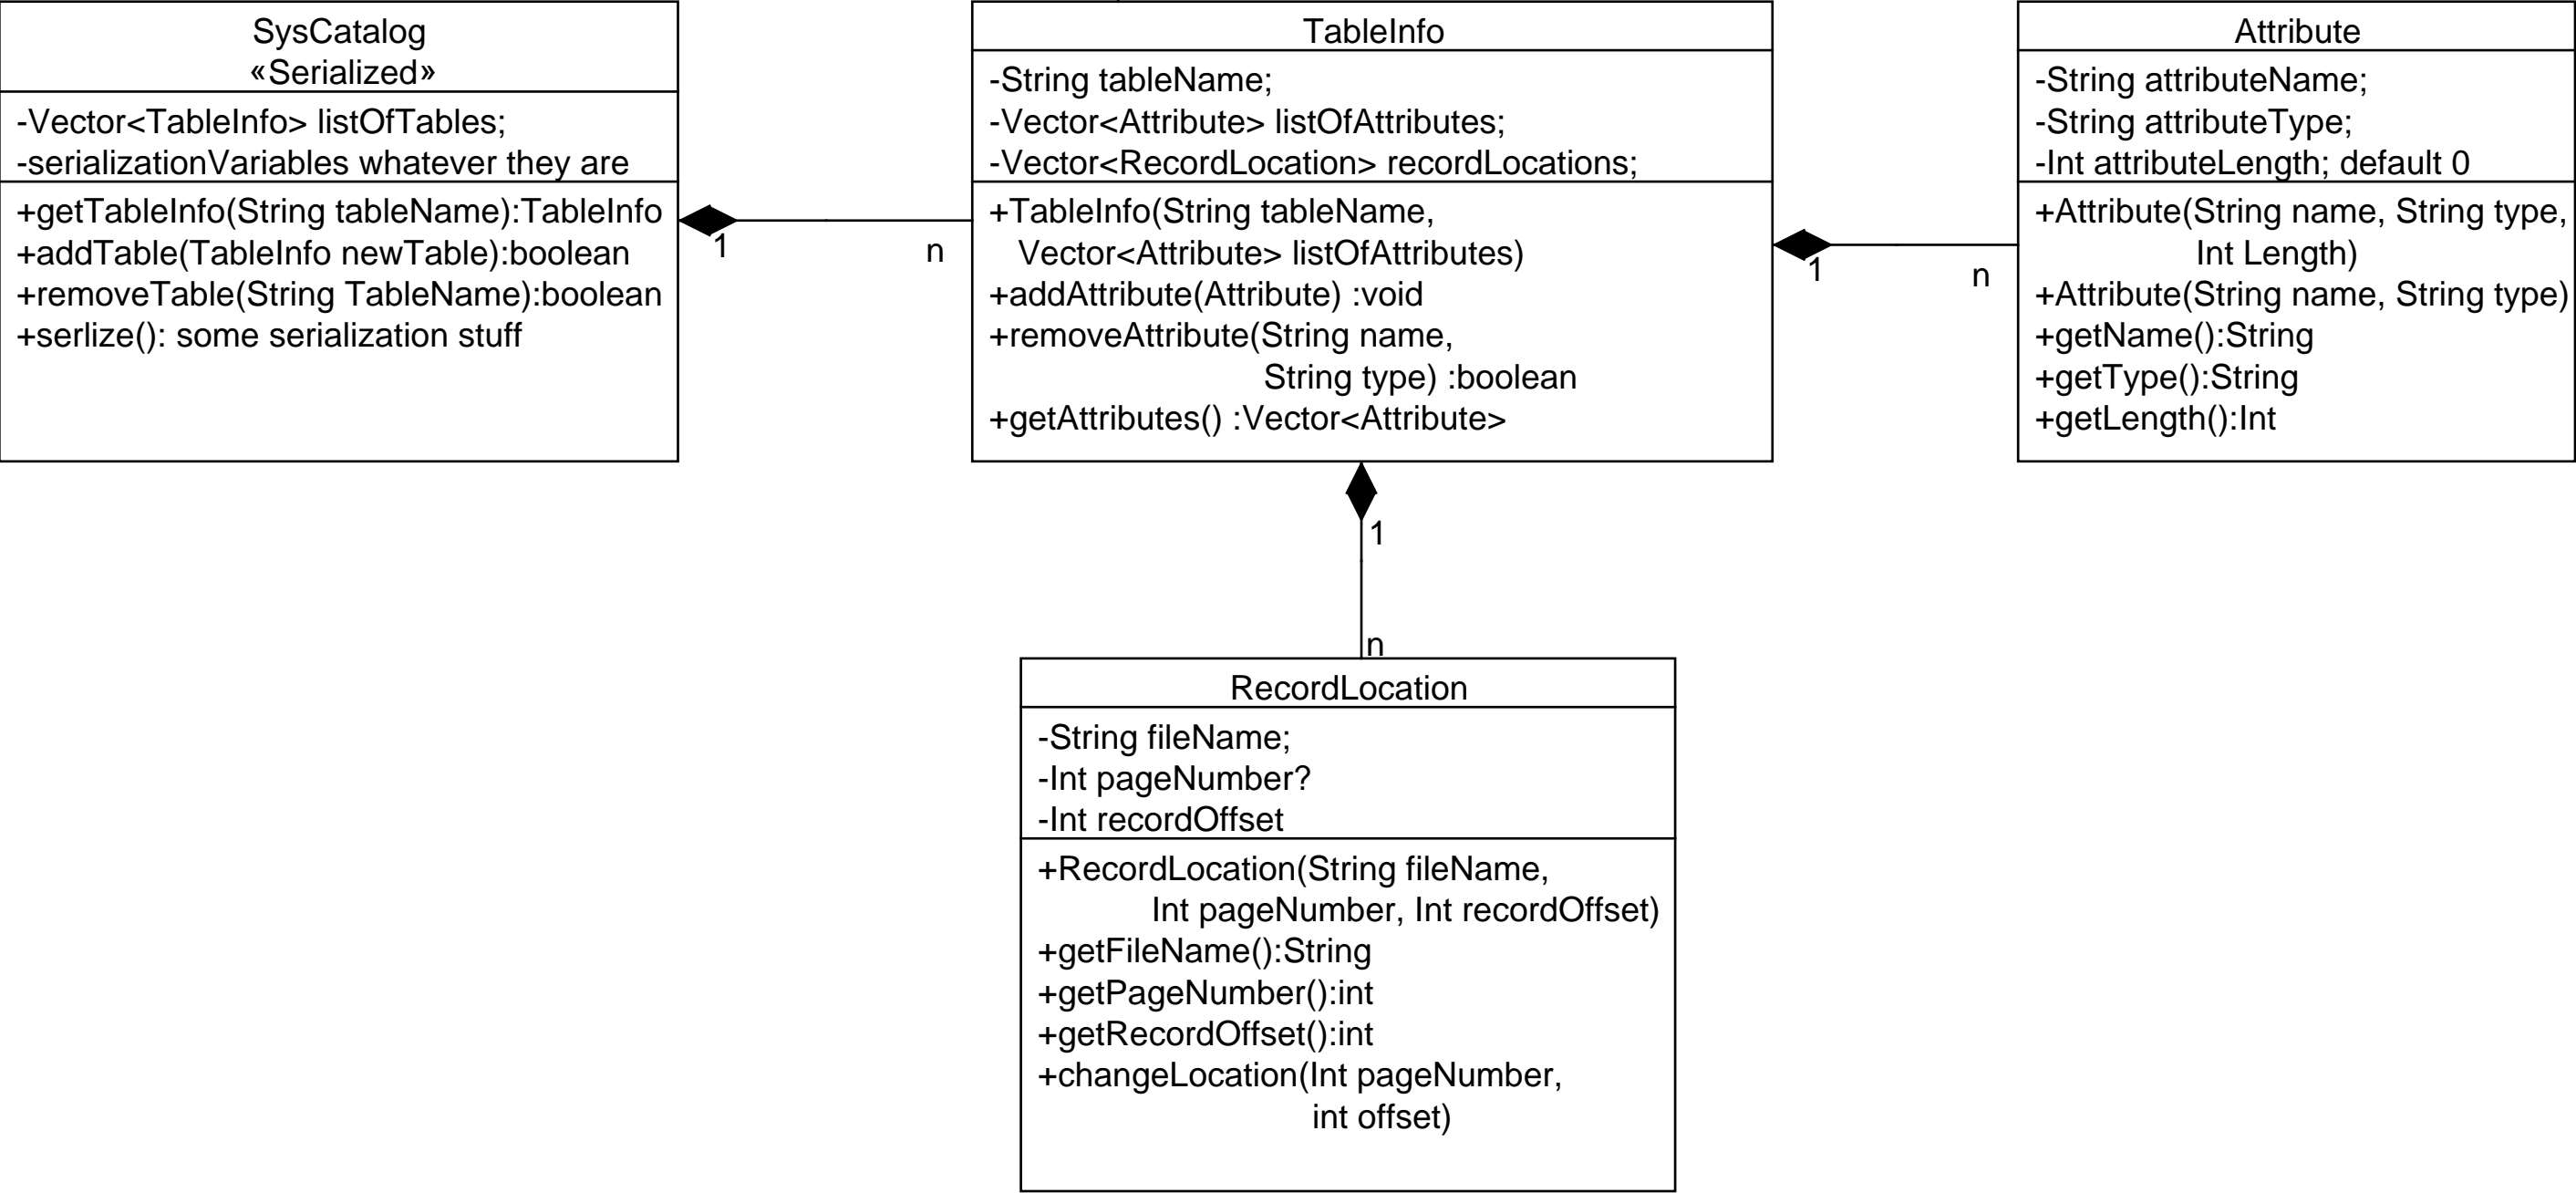 SysCatalog
«Serialized»
-Vector<TableInfo> listOfTables;
-serializationVariables whatever they are
+getTableInfo(String tableName):TableInfo
+addTable(TableInfo newTable):boolean
+removeTable(String TableName):boolean
+serlize(): some serialization stuff
1
n
TableInfo
-String tableName;
-Vector<Attribute> listOfAttributes;
-Vector<RecordLocation> recordLocations;
+TableInfo(String tableName,
Vector<Attribute> listOfAttributes)
+addAttribute(Attribute) :void
+removeAttribute(String name,
String type) :boolean
+getAttributes() :Vector<Attribute>
1
n
Attribute
-String attributeName;
-String attributeType;
-Int attributeLength; default 0
+Attribute(String name, String type,
Int Length)
+Attribute(String name, String type)
+getName():String
+getType():String
+getLength():Int
1
n
RecordLocation
-String fileName;
-Int pageNumber?
-Int recordOffset
+RecordLocation(String fileName,
Int pageNumber, Int recordOffset)
+getFileName():String
+getPageNumber():int
+getRecordOffset():int
+changeLocation(Int pageNumber,
int offset)